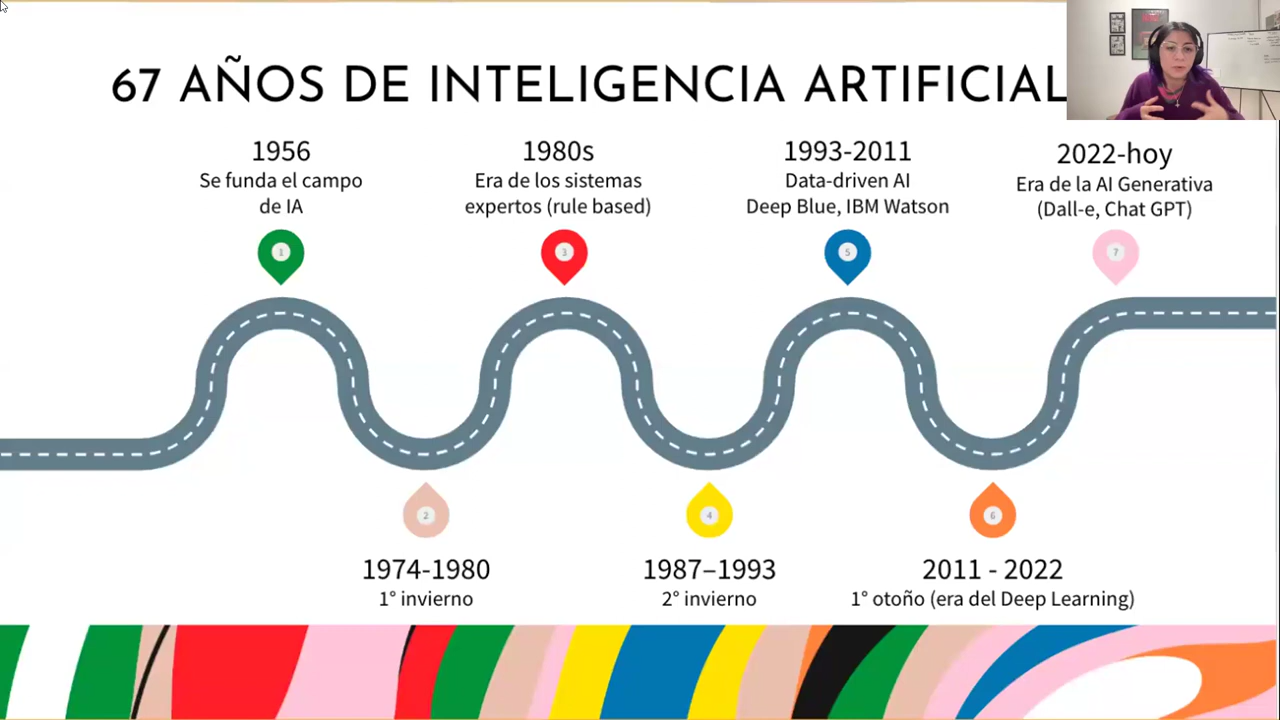 67 AÑOS DE INTELIGENCIA ARTIFICIAL
1956
Se funda el campo
de IA
1
1974-1980
1° invierno
2
1980s
Era de los sistemas
expertos (rule based)
3
1987–1993
2° invierno
4
1993-2011
Data-driven AI
Deep Blue, IBM Watson
5
2011 - 2022
1° otoño (era del Deep Learning)
6
2022-hoy
Era de la AI Generativa
(Dall-e, Chat GPT)
7